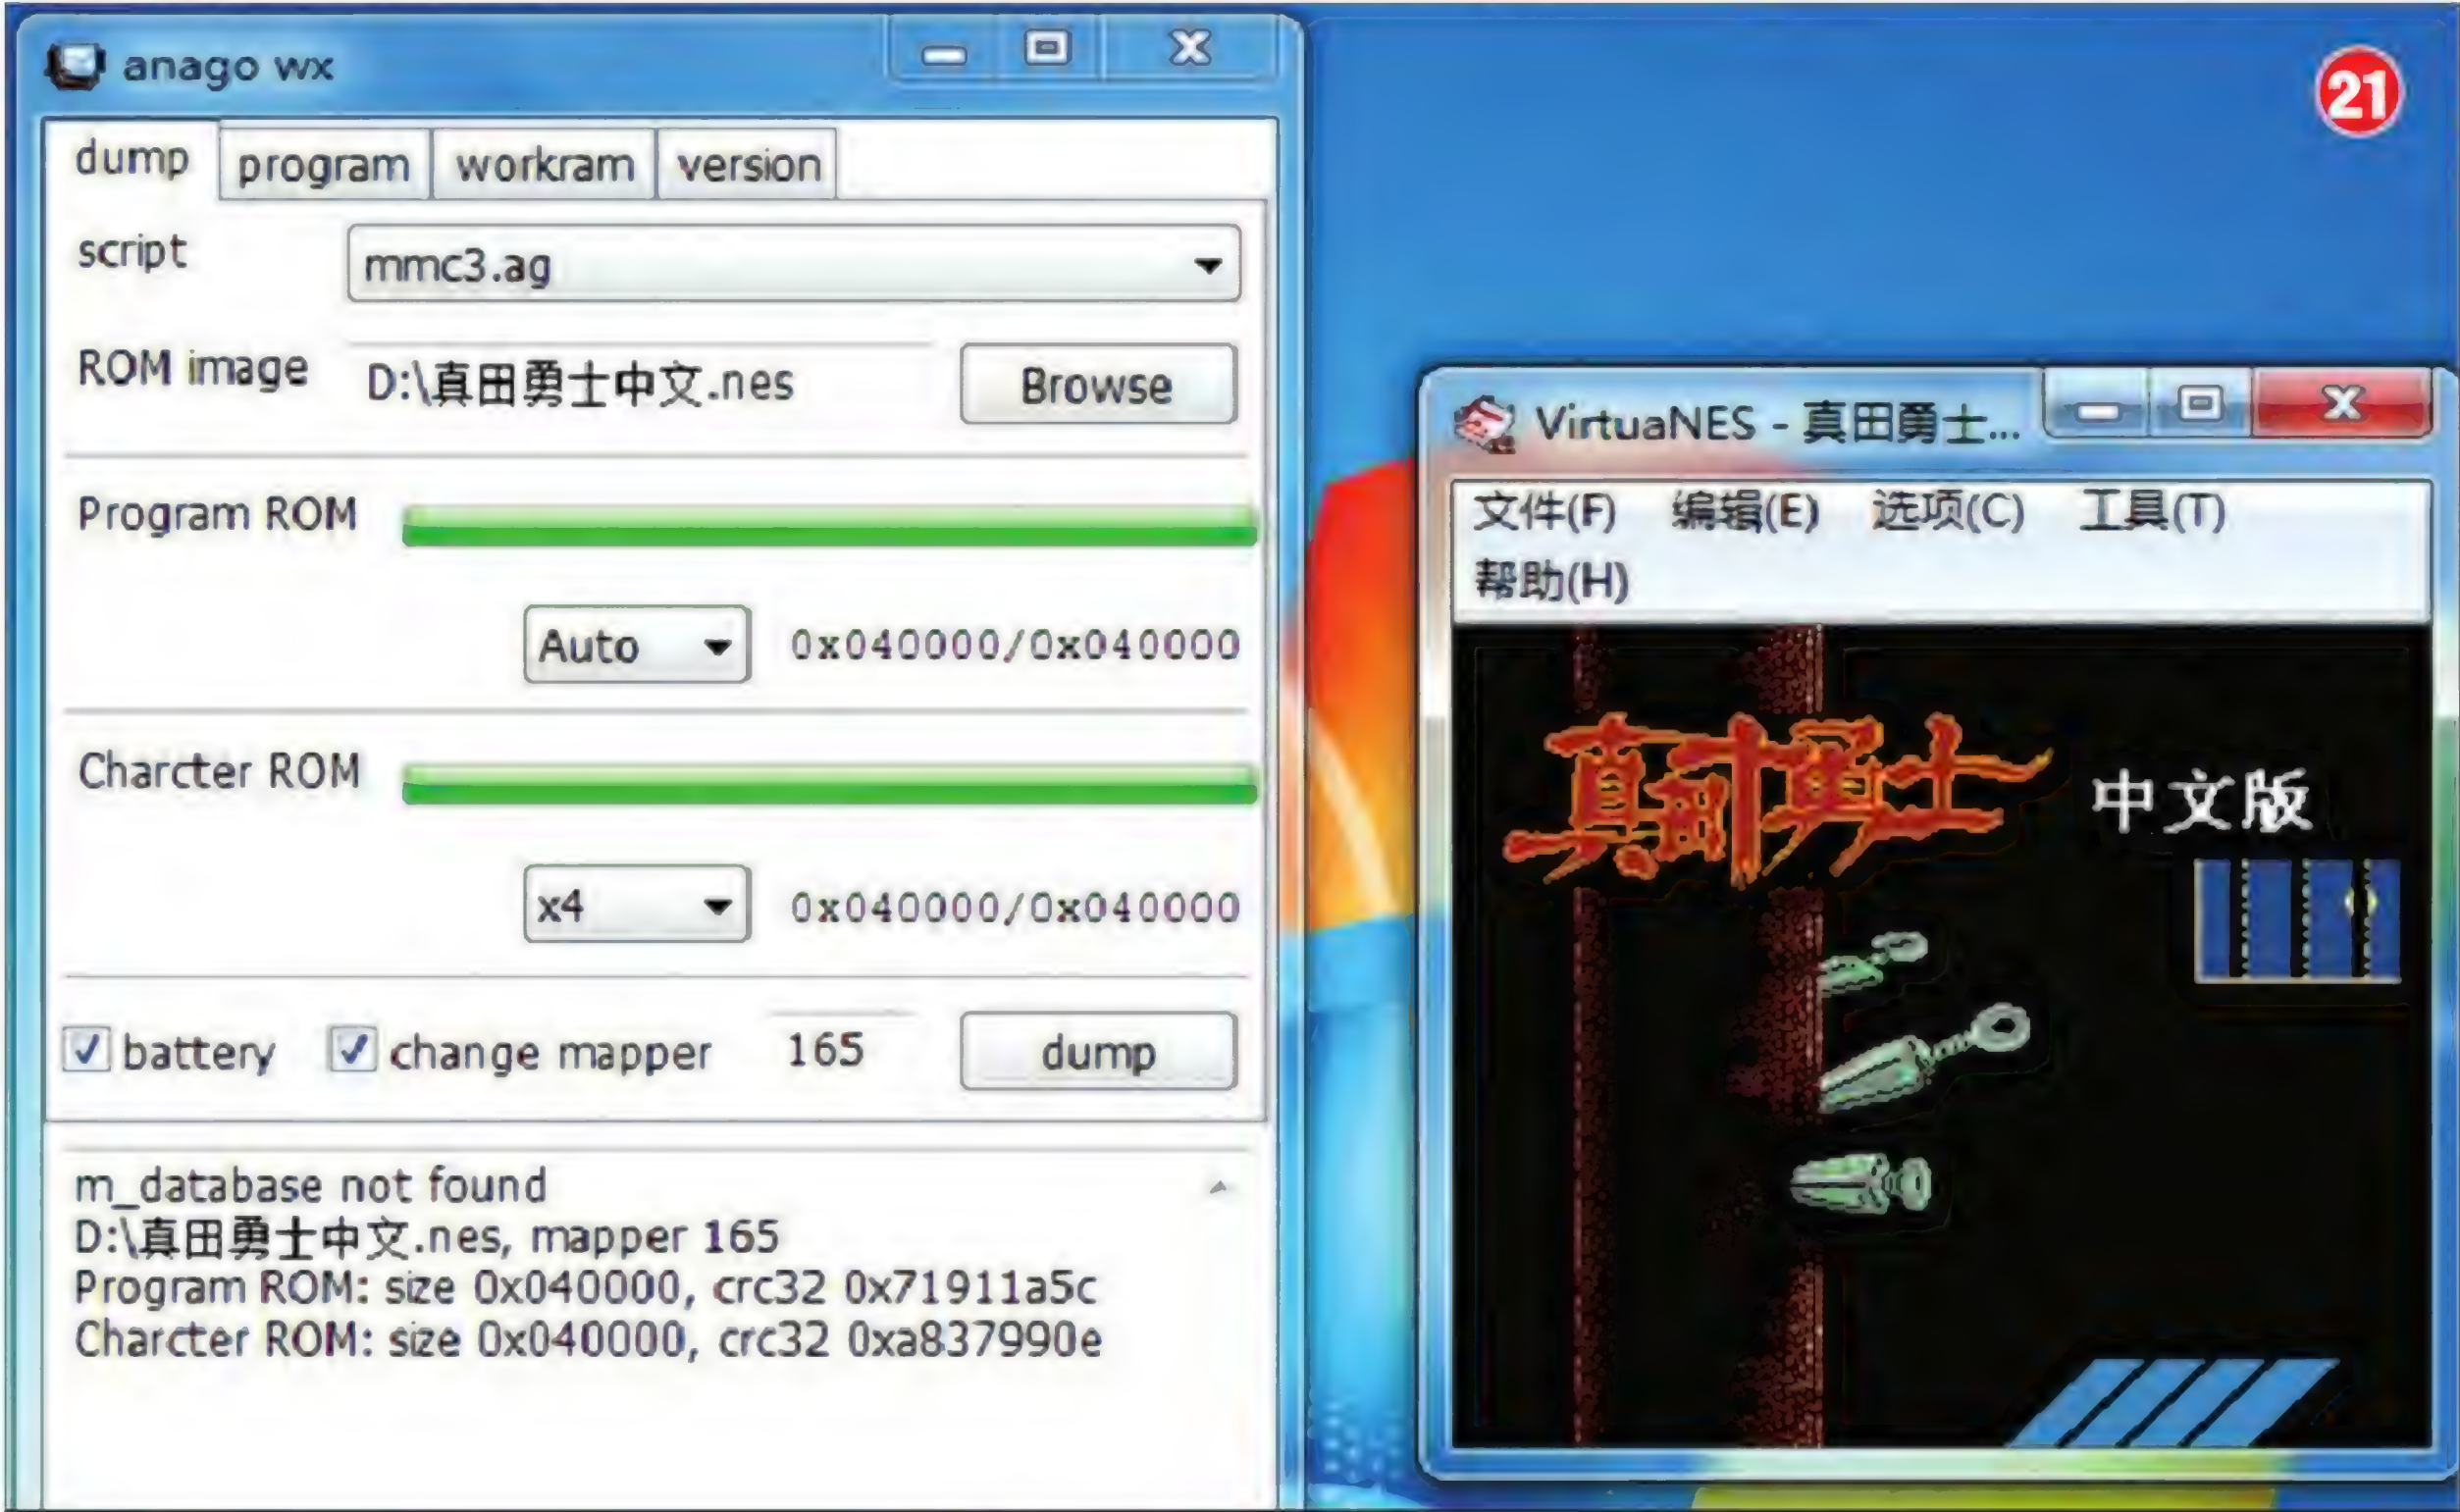 anago wx
21
dump program workram version
script mmc3.ag
ROM image D:\真田勇士中文.nes Browse
Program ROM
Auto 0x040000/0x040000
Charcter ROM
x4 0x040000/0x040000
battery change mapper 165 dump
m_database not found
D:\真田勇士中文.nes, mapper 165
Program ROM: size 0x040000, crc32 0x71911a5c
Charcter ROM: size 0x040000, crc32 0xa837990e
VirtuaNES - 真田勇士...
文件(F) 编辑(E) 选项(C) 工具(T)
帮助(H)
真田勇士 中文版